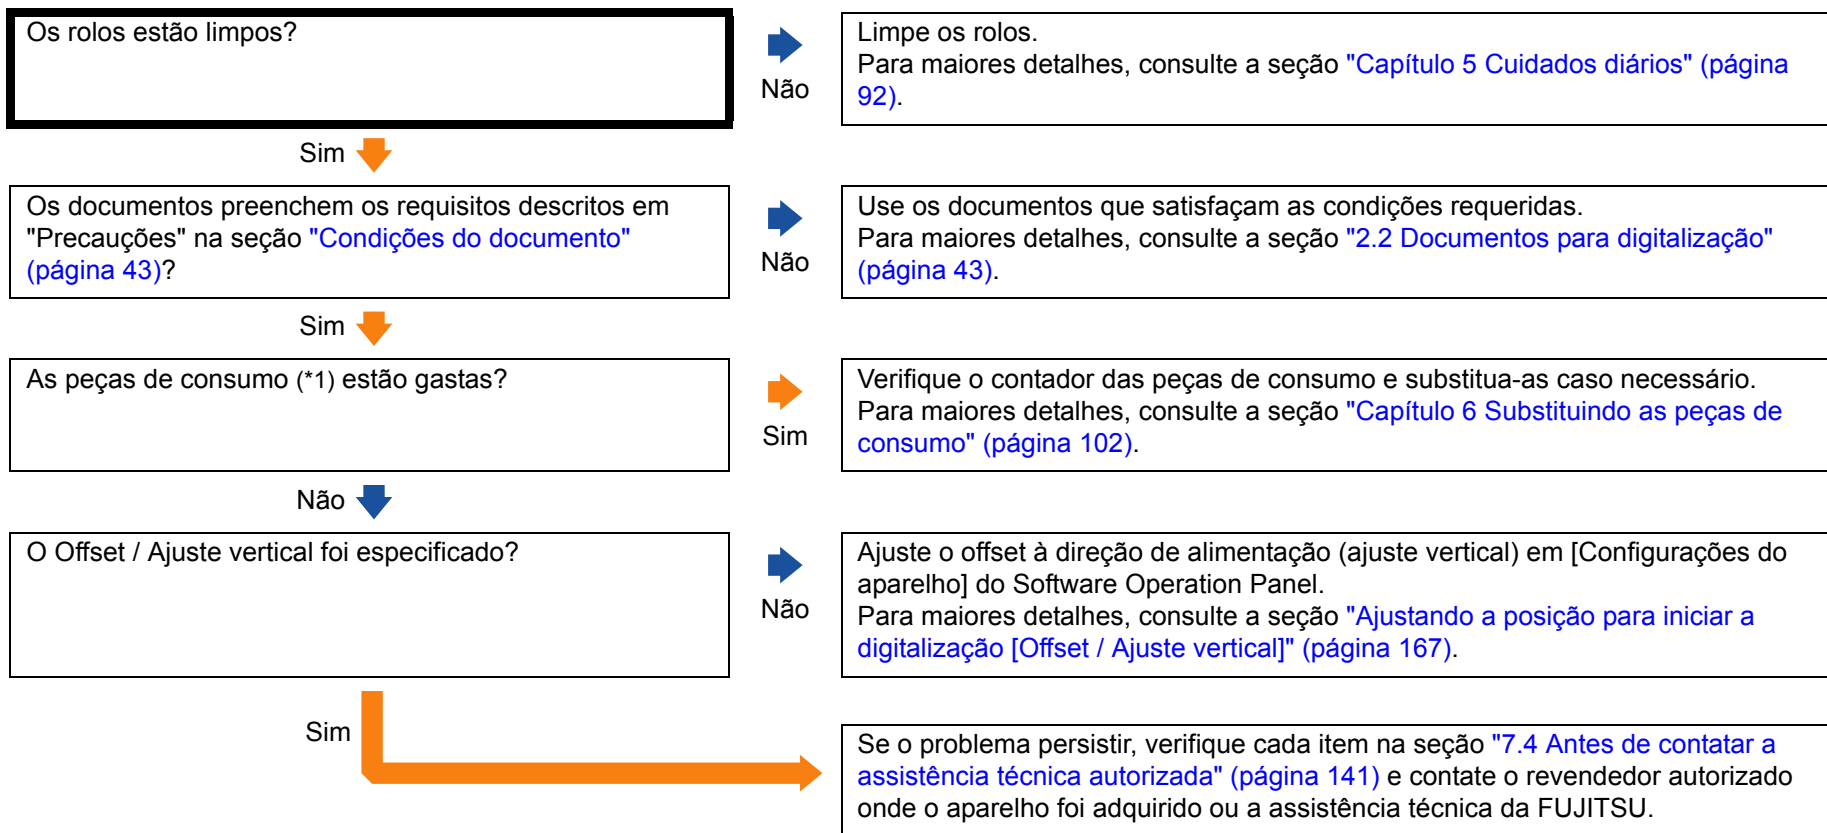 Os rolos estão limpos?
Não
Limpe os rolos.
Para maiores detalhes, consulte a seção "Capítulo 5 Cuidados diários" (página
92).
Sim
Os documentos preenchem os requisitos descritos em
"Precauções" na seção "Condições do documento"
(página 43)?
Não
Use os documentos que satisfaçam as condições requeridas.
Para maiores detalhes, consulte a seção "2.2 Documentos para digitalização"
(página 43).
Sim
As peças de consumo (*1) estão gastas?
Sim
Verifique o contador das peças de consumo e substitua-as caso necessário.
Para maiores detalhes, consulte a seção "Capítulo 6 Substituindo as peças de
consumo" (página 102).
Não
O Offset / Ajuste vertical foi especificado?
Não
Ajuste o offset à direção de alimentação (ajuste vertical) em [Configurações do
aparelho] do Software Operation Panel.
Para maiores detalhes, consulte a seção "Ajustando a posição para iniciar a
digitalização [Offset / Ajuste vertical]" (página 167).
Sim
Se o problema persistir, verifique cada item na seção "7.4 Antes de contatar a
assistência técnica autorizada" (página 141) e contate o revendedor autorizado
onde o aparelho foi adquirido ou a assistência técnica da FUJITSU.